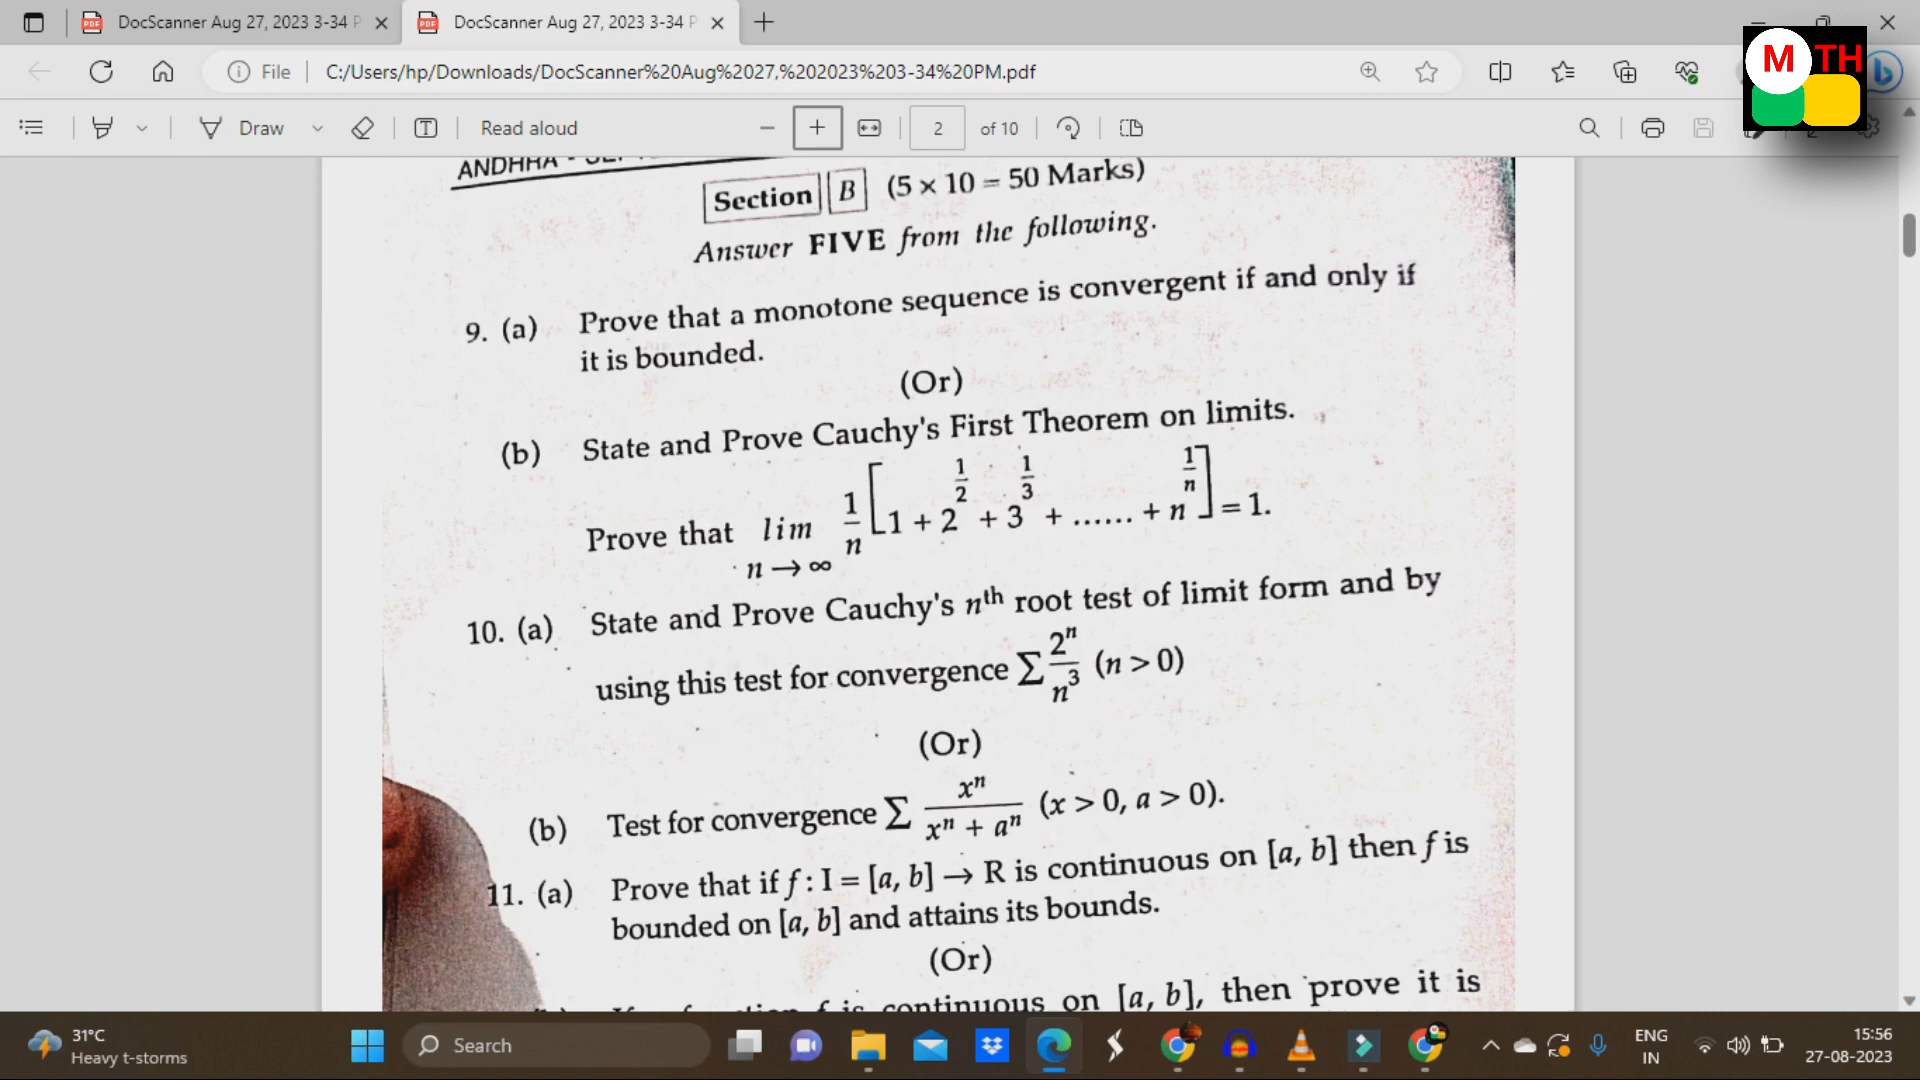 DocScanner Aug 27, 2023 3-34 P
DocScanner Aug 27, 2023 3-34 P
File
C:/Users/hp/Downloads/DocScanner%20Aug%2027,%202023%203-34%20PM.pdf
M TH
Draw
Read aloud
2 of 10
Section B (5 × 10 = 50 Marks)
Answer FIVE from the following.
9. (a) Prove that a monotone sequence is convergent if and only if
it is bounded.
(Or)
(b) State and Prove Cauchy's First Theorem on limits.
Prove that lim n → ∞ 1/n [1 + 2^(1/2) + 3^(1/3) + ...... + n^(1/n)] = 1.
10. (a) State and Prove Cauchy's nth root test of limit form and by
using this test for convergence ∑ 2^n/n^3 (n > 0)
(Or)
(b) Test for convergence ∑ x^n/(x^n + a^n) (x > 0, a > 0).
11. (a) Prove that if f : I = [a, b] → R is continuous on [a, b] then f is
bounded on [a, b] and attains its bounds.
(Or)
f is continuous on [a, b], then prove it is
31°C
Heavy t-storms
Search
ENG
IN
15:56
27-08-2023